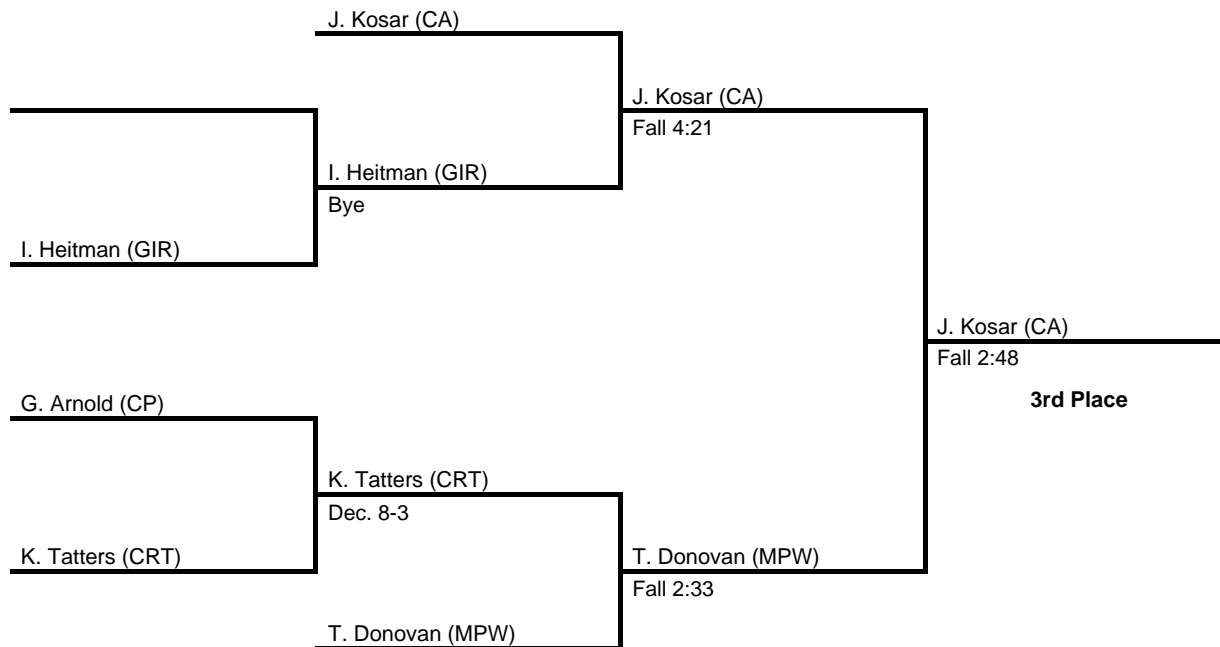 J. Kosar (CA)
J. Kosar (CA)
Fall 4:21
I. Heitman (GIR)
Bye
I. Heitman (GIR)
J. Kosar (CA)
Fall 2:48
3rd Place
G. Arnold (CP)
K. Tatters (CRT)
Dec. 8-3
K. Tatters (CRT)
T. Donovan (MPW)
Fall 2:33
T. Donovan (MPW)